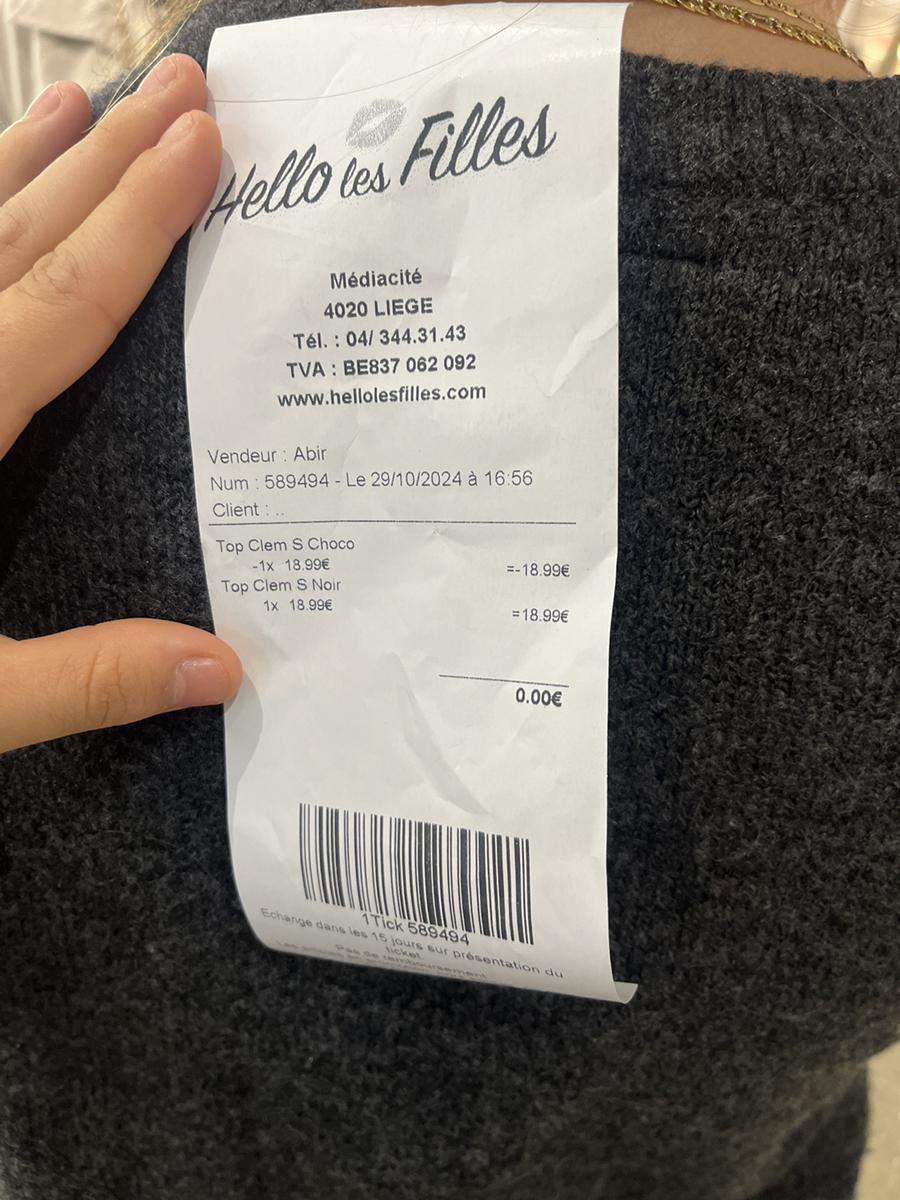 Hello les Filles
Médiacité
4020 LIEGE
Tél. : 04/ 344.31.43
TVA : BE837 062 092
www.hellolesfilles.com
Vendeur : Abir
Num : 589494 - Le 29/10/2024 à 16:56
Client : ..
Top Clem S Choco
-1x 18.99€ =-18.99€
Top Clem S Noir
1x 18.99€ =18.99€
0.00€
1Tick 589494
Echange dans les 15 jours sur présentation du
ticket.
Pas de remboursement
Les articles en